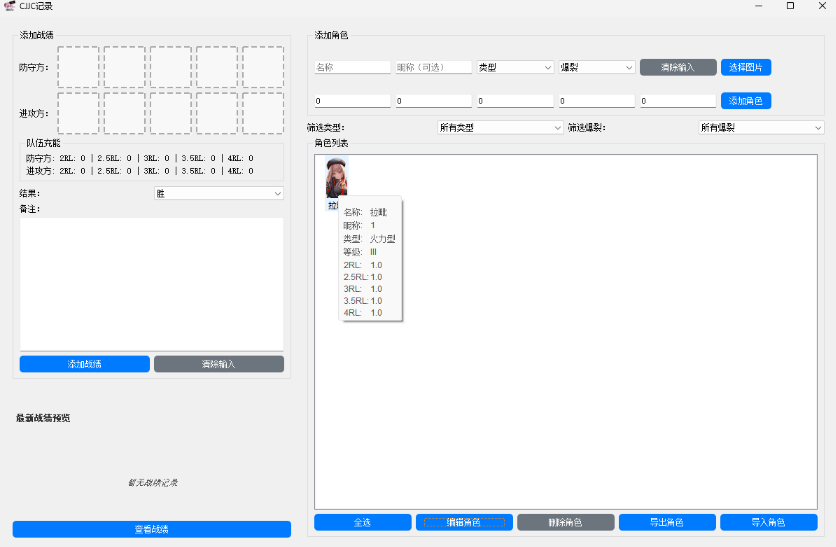 CJJC记录
添加战绩
防守方:
进攻方:
队伍充能
防守方: 2RL: 0 | 2.5RL: 0 | 3RL: 0 | 3.5RL: 0 | 4RL: 0
进攻方: 2RL: 0 | 2.5RL: 0 | 3RL: 0 | 3.5RL: 0 | 4RL: 0
结果:
胜
备注:
添加战绩
清除输入
最新战绩预览
暂无战绩记录
查看战绩
添加角色
名称
昵称（可选）
类型
爆裂
清除输入
选择图片
0
0
0
0
0
添加角色
筛选类型:
所有类型
筛选爆裂:
所有爆裂
角色列表
拉
名称: 拉毗
昵称: 1
类型: 火力型
等级: III
2RL: 1.0
2.5RL: 1.0
3RL: 1.0
3.5RL: 1.0
4RL: 1.0
全选
编辑角色
删除角色
导出角色
导入角色